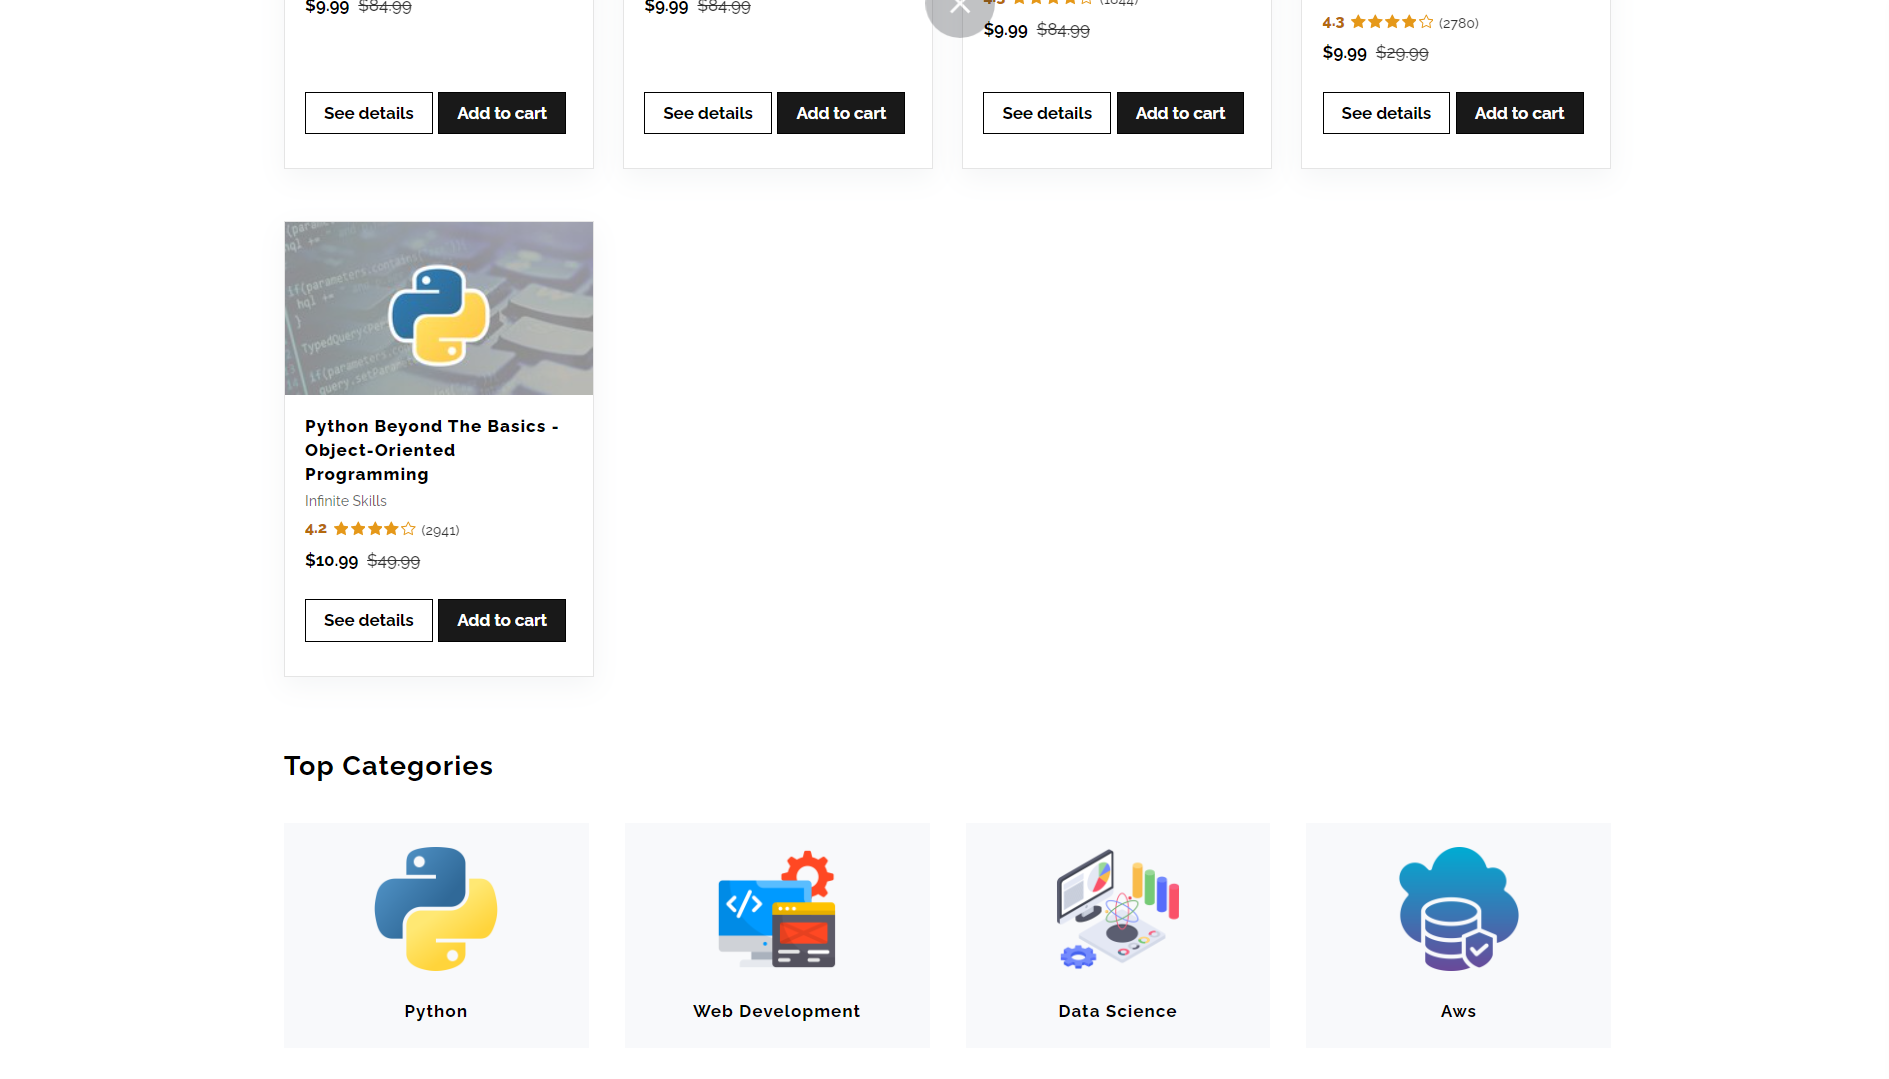 $9.99 $84.99
$9.99 $84.99
4.3 (1044)
$9.99 $84.99
4.3 (2780)
$9.99 $29.99
See details Add to cart
See details Add to cart
See details Add to cart
See details Add to cart
Python Beyond The Basics -
Object-Oriented
Programming
Infinite Skills
4.2 (2941)
$10.99 $49.99
See details Add to cart
Top Categories
Python
Web Development
Data Science
Aws